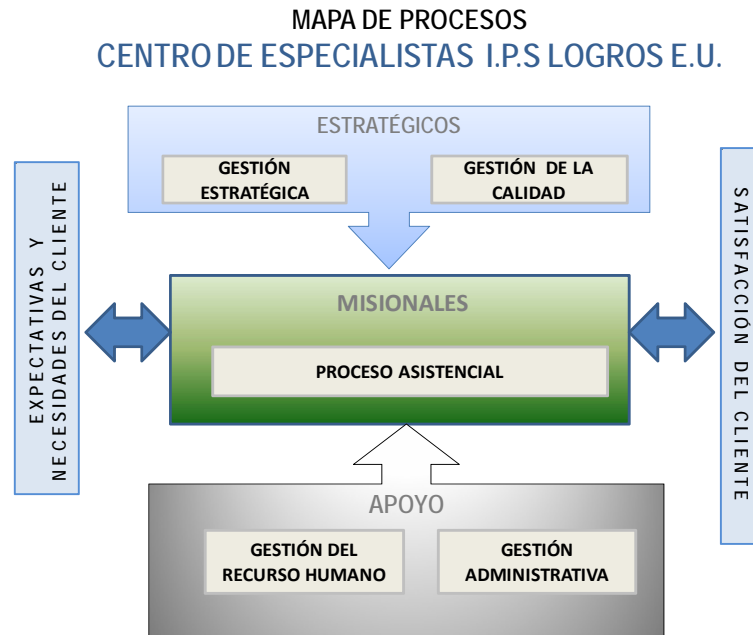 MAPA DE PROCESOS
CENTRO DE ESPECIALISTAS I.P.S LOGROS E.U.
ESTRATÉGICOS
GESTIÓN
ESTRATÉGICA
GESTIÓN DE LA
CALIDAD
EXPECTATIVAS Y
NECESIDADES DEL CLIENTE
MISIONALES
PROCESO ASISTENCIAL
SATISFACCIÓN DEL CLIENTE
APOYO
GESTIÓN DEL
RECURSO HUMANO
GESTIÓN
ADMINISTRATIVA